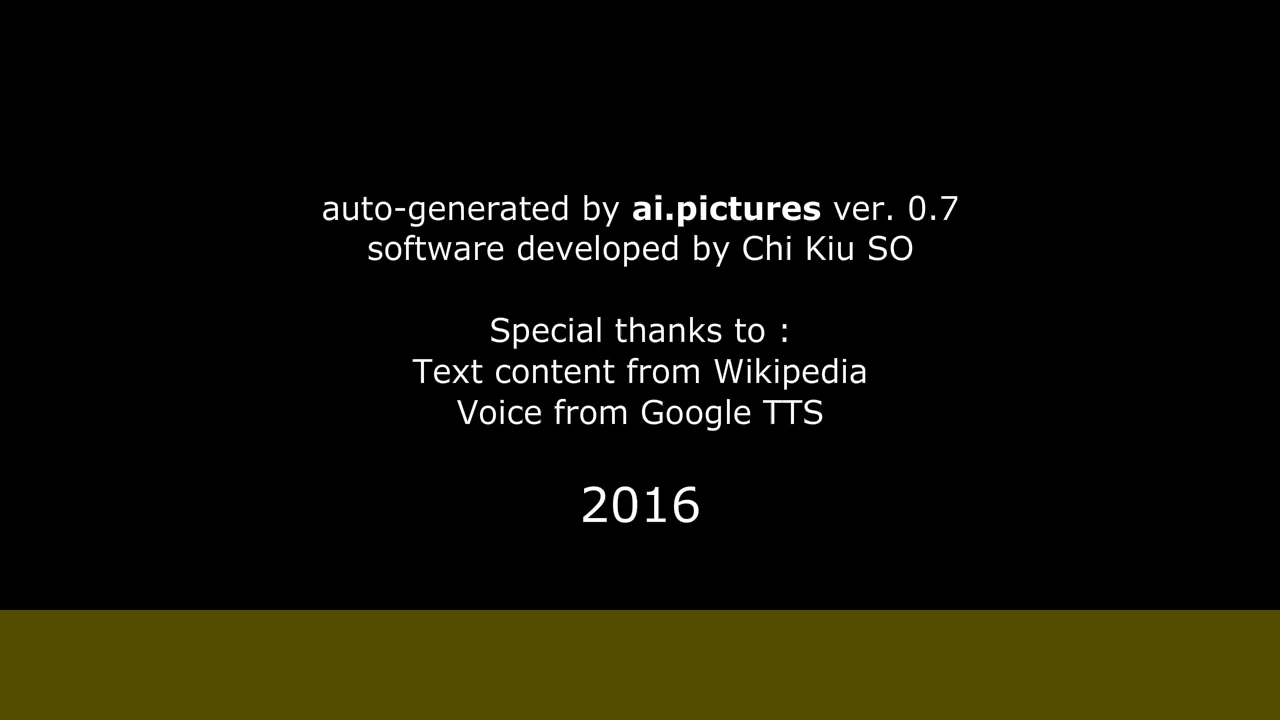 auto-generated by ai.pictures ver. 0.7
software developed by Chi Kiu SO
Special thanks to :
Text content from Wikipedia
Voice from Google TTS
2016